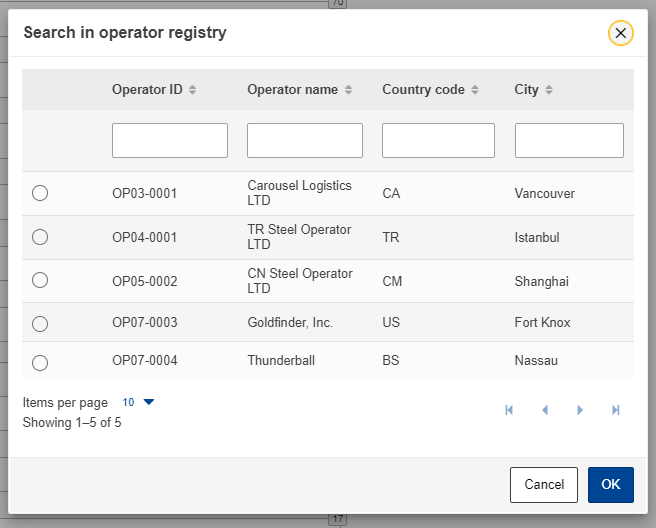 70
Search in operator registry
Operator ID Operator name Country code City
OP03-0001 Carousel Logistics LTD CA Vancouver
OP04-0001 TR Steel Operator LTD TR Istanbul
OP05-0002 CN Steel Operator LTD CM Shanghai
OP07-0003 Goldfinder, Inc. US Fort Knox
OP07-0004 Thunderball BS Nassau
Items per page 10
Showing 1–5 of 5
Cancel OK
17